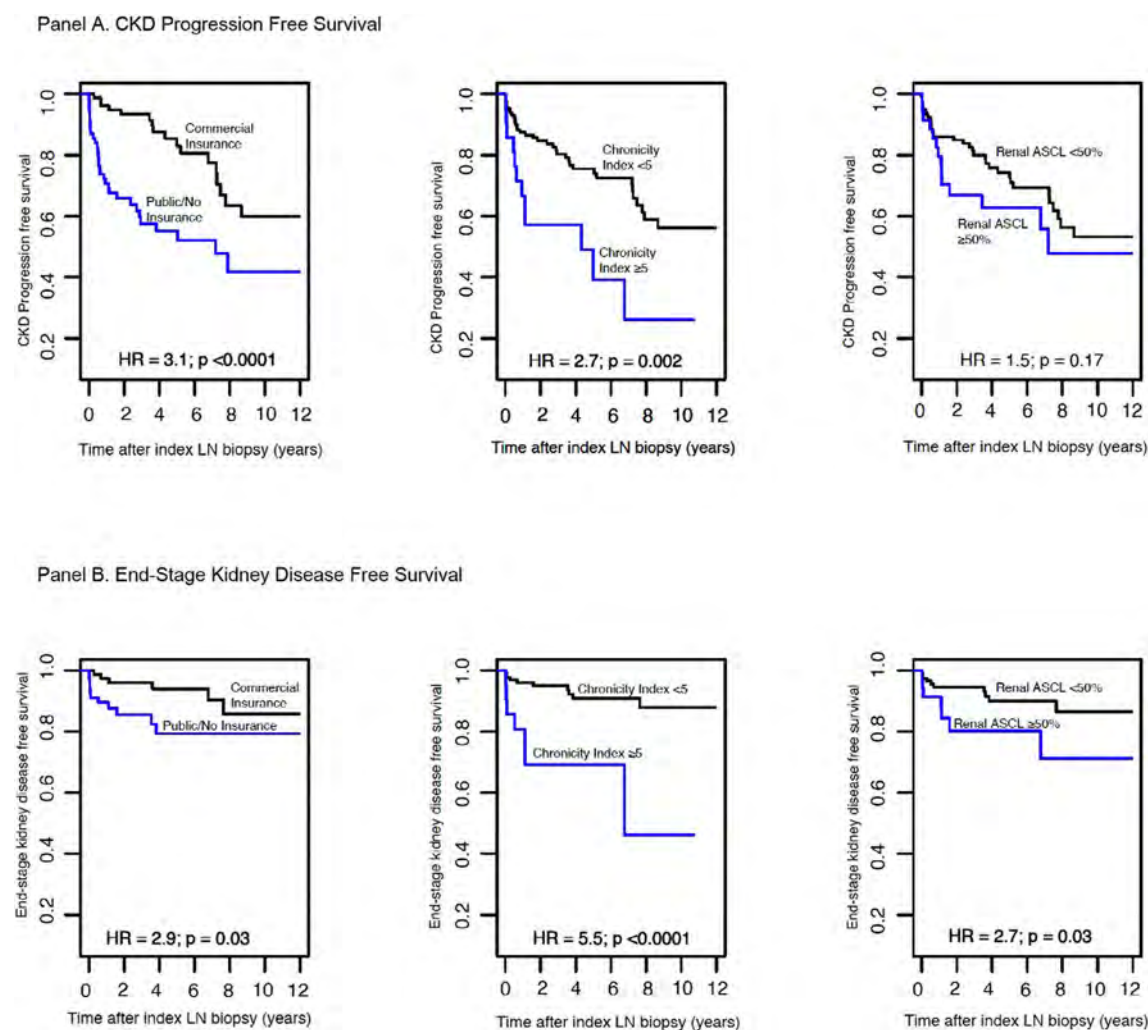 Panel A. CKD Progression Free Survival
CKD Progression free survival
0.2 0.4 0.6 0.8 1.0
Commercial
Insurance
Public/No
Insurance
HR = 3.1; p <0.0001
0 2 4 6 8 10 12
Time after index LN biopsy (years)
CKD Progression free survival
0.2 0.4 0.6 0.8 1.0
Chronicity
Index <5
Chronicity
Index ≥5
HR = 2.7; p = 0.002
0 2 4 6 8 10 12
Time after index LN biopsy (years)
CKD Progression free survival
0.2 0.4 0.6 0.8 1.0
Renal ASCL <50%
Renal ASCL
≥50%
HR = 1.5; p = 0.17
0 2 4 6 8 10 12
Time after index LN biopsy (years)
Panel B. End-Stage Kidney Disease Free Survival
End-stage kidney disease free survival
0.2 0.4 0.6 0.8 1.0
Commercial
Insurance
Public/No Insurance
HR = 2.9; p = 0.03
0 2 4 6 8 10 12
Time after index LN biopsy (years)
End-stage kidney disease free survival
0.2 0.4 0.6 0.8 1.0
Chronicity Index <5
Chronicity Index ≥5
HR = 5.5; p <0.0001
0 2 4 6 8 10 12
Time after index LN biopsy (years)
End-stage kidney disease free survival
0.2 0.4 0.6 0.8 1.0
Renal ASCL <50%
Renal ASCL ≥50%
HR = 2.7; p = 0.03
0 2 4 6 8 10 12
Time after index LN biopsy (years)